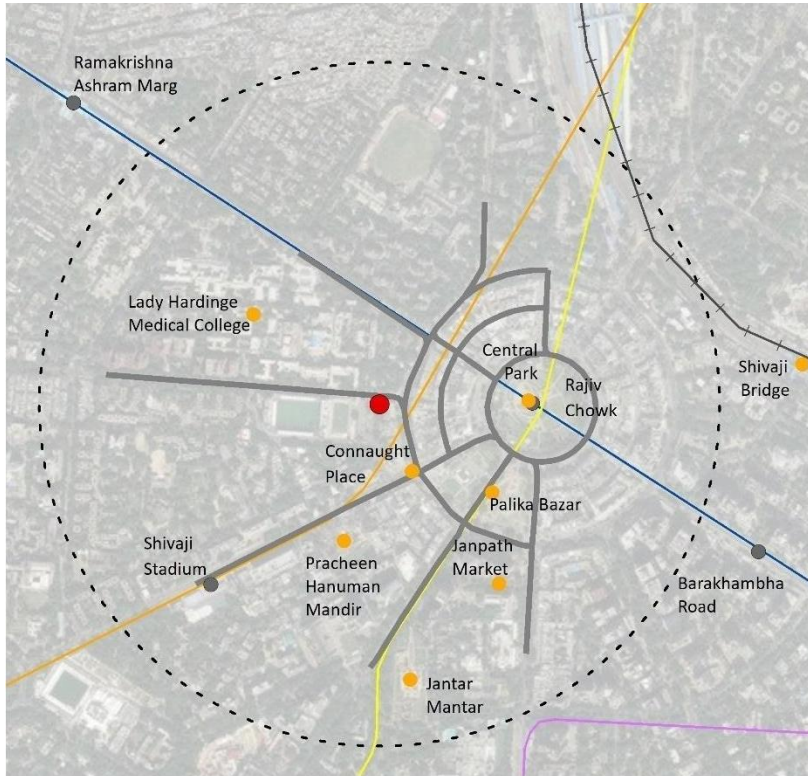 Ramakrishna
Ashram Marg
Lady Hardinge
Medical College
Central
Park
Rajiv
Chowk
Shivaji
Bridge
Connaught
Place
Palika Bazar
Shivaji
Stadium
Pracheen
Hanuman
Mandir
Janpath
Market
Barakhambha
Road
Jantar
Mantar